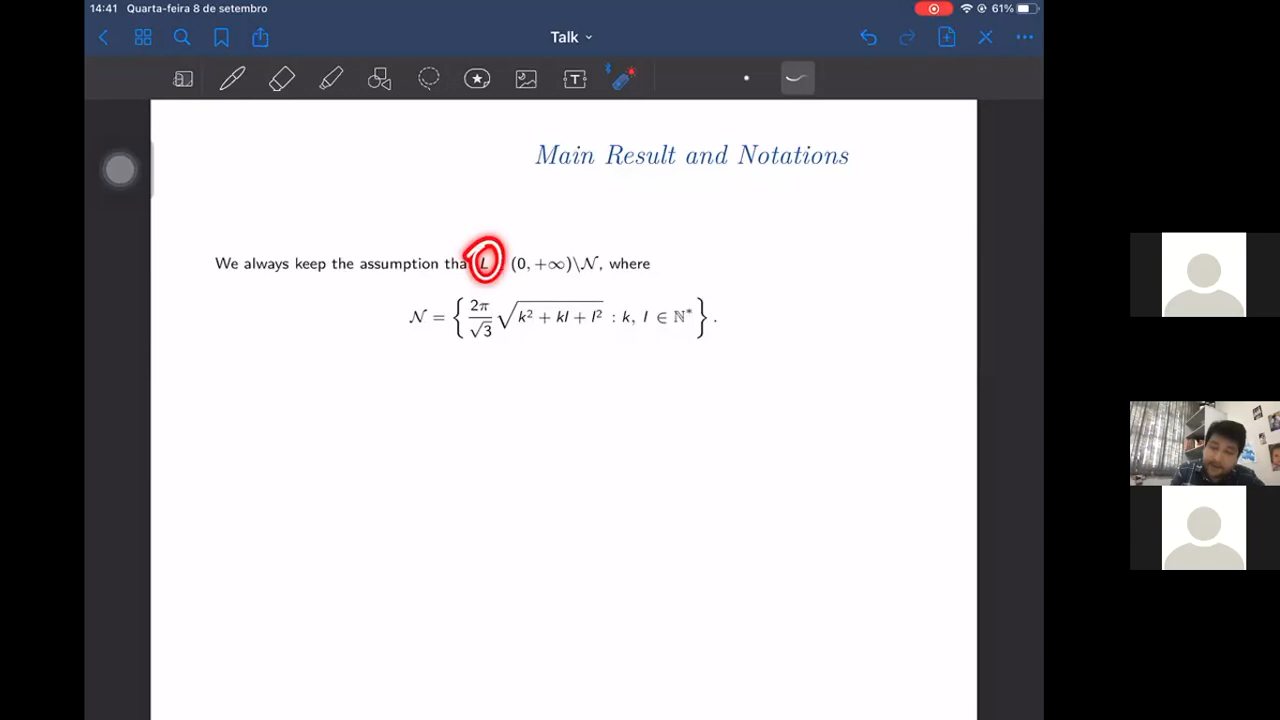 14:41 Quarta-feira 8 de setembro 61%
Talk
T
Main Result and Notations
We always keep the assumption tha L (0, +∞)\𝒩, where
𝒩 = { 2π/√3 √(k² + kl + l²) : k, l ∈ ℕ* } .